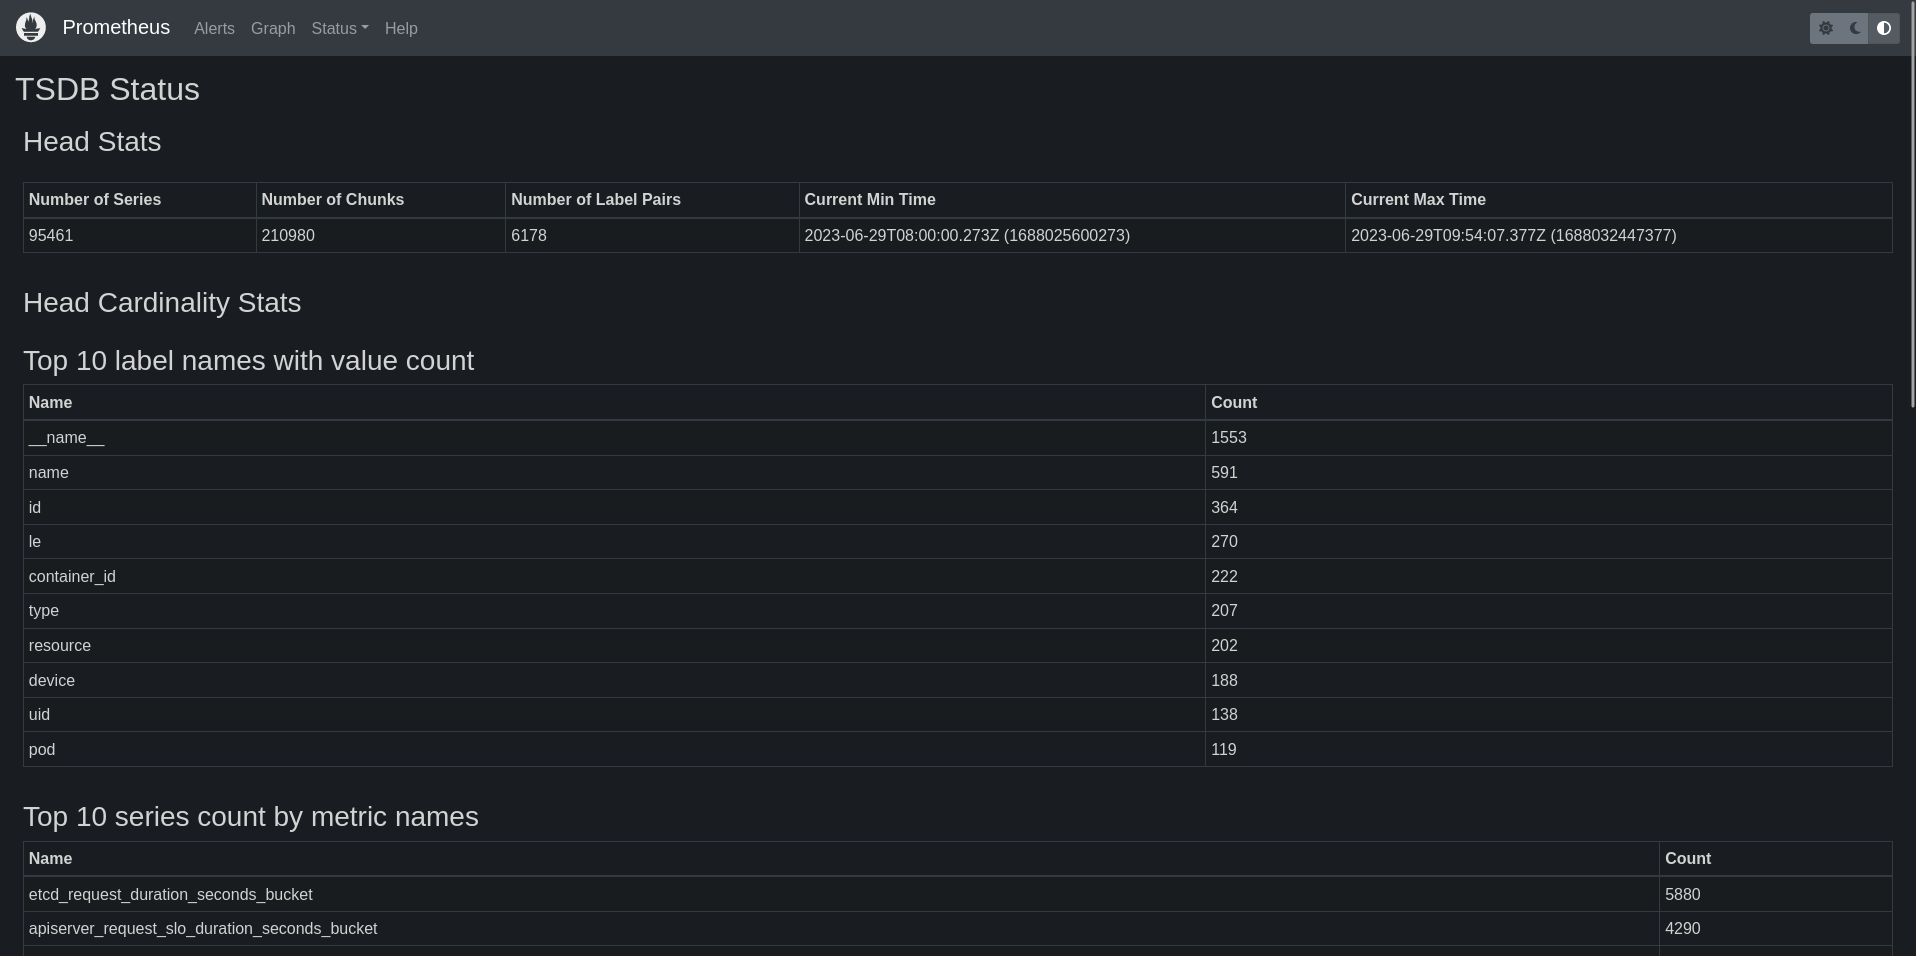 Prometheus Alerts Graph Status Help
TSDB Status
Head Stats
Number of Series Number of Chunks Number of Label Pairs Current Min Time Current Max Time
95461 210980 6178 2023-06-29T08:00:00.273Z (1688025600273) 2023-06-29T09:54:07.377Z (1688032447377)
Head Cardinality Stats
Top 10 label names with value count
Name Count
__name__ 1553
name 591
id 364
le 270
container_id 222
type 207
resource 202
device 188
uid 138
pod 119
Top 10 series count by metric names
Name Count
etcd_request_duration_seconds_bucket 5880
apiserver_request_slo_duration_seconds_bucket 4290